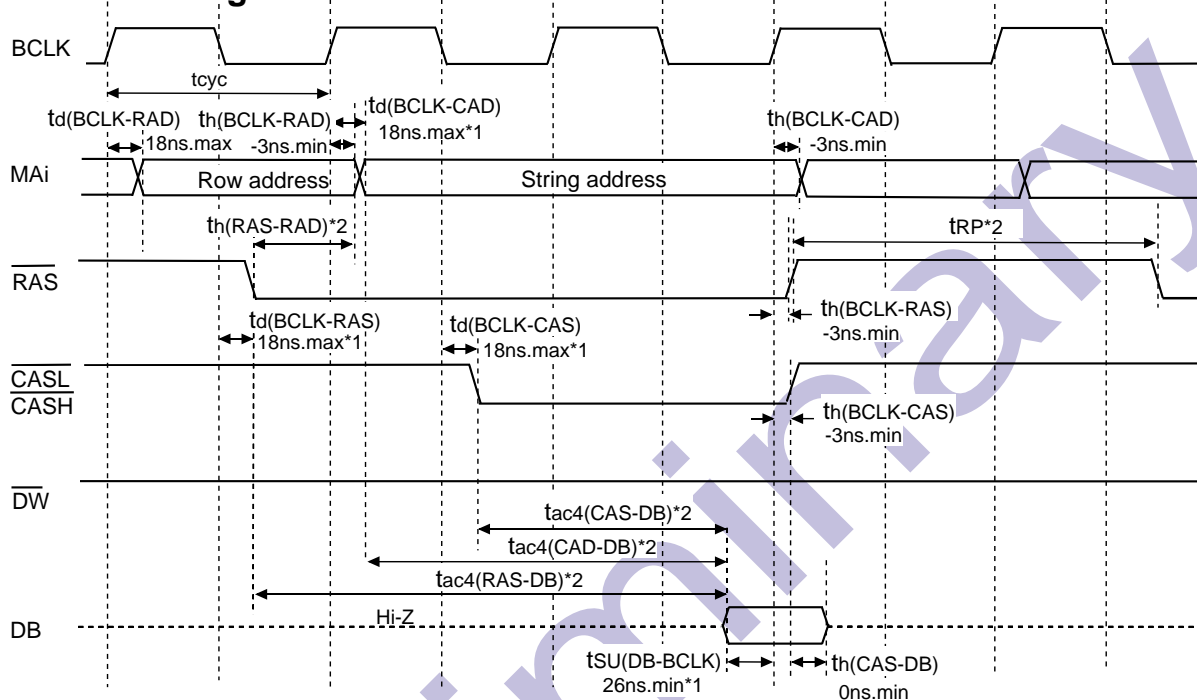 g
BCLK
tcyc
td(BCLK-RAD)
18ns.max
th(BCLK-RAD)
-3ns.min
td(BCLK-CAD)
18ns.max*1
th(BCLK-CAD)
-3ns.min
MAi
Row address
String address
th(RAS-RAD)*2
tRP*2
RAS
td(BCLK-RAS)
18ns.max*1
td(BCLK-CAS)
18ns.max*1
th(BCLK-RAS)
-3ns.min
CASL
CASH
th(BCLK-CAS)
-3ns.min
DW
tac4(CAS-DB)*2
tac4(CAD-DB)*2
tac4(RAS-DB)*2
Hi-Z
DB
tSU(DB-BCLK)
26ns.min*1
th(CAS-DB)
0ns.min
minary